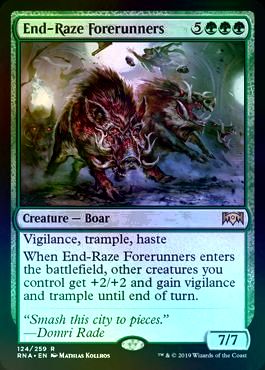 End-Raze Forerunners 5
Creature — Boar
Vigilance, trample, haste
When End-Raze Forerunners enters
the battlefield, other creatures you
control get +2/+2 and gain vigilance
and trample until end of turn.
“Smash this city to pieces.”
—Domri Rade
7/7
124/259 R
RNA • EN Mathias Kollros
™ & © 2019 Wizards of the Coast